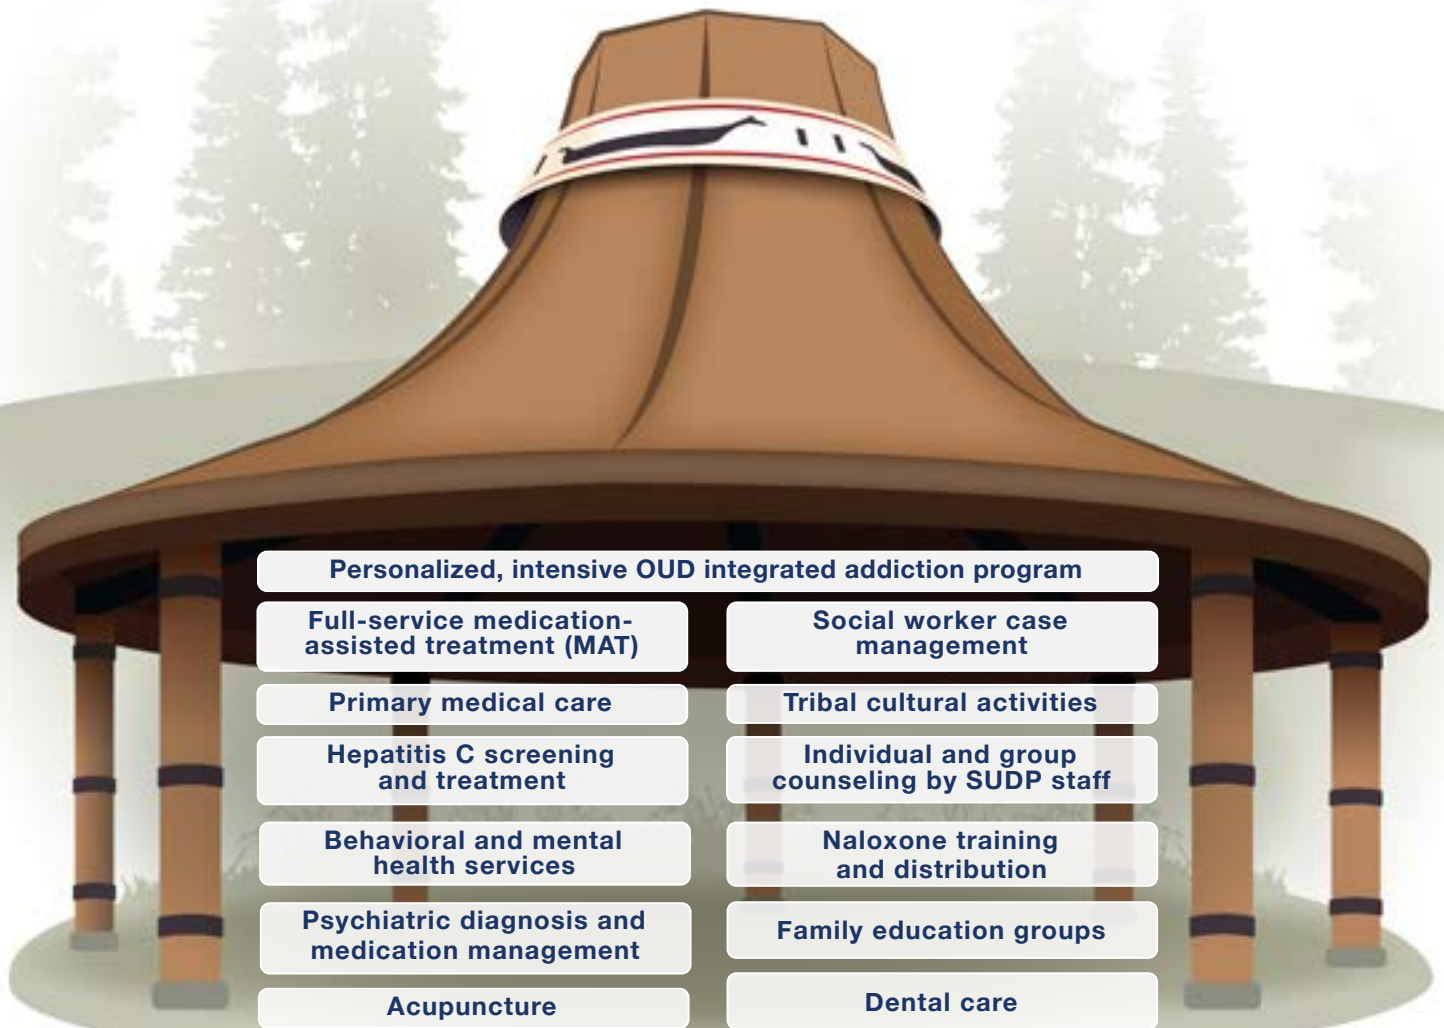 Personalized, intensive OUD integrated addiction program
Full-service medication-
assisted treatment (MAT)
Primary medical care
Hepatitis C screening
and treatment
Behavioral and mental
health services
Psychiatric diagnosis and
medication management
Acupuncture
Social worker case
management
Tribal cultural activities
Individual and group
counseling by SUDP staff
Naloxone training
and distribution
Family education groups
Dental care